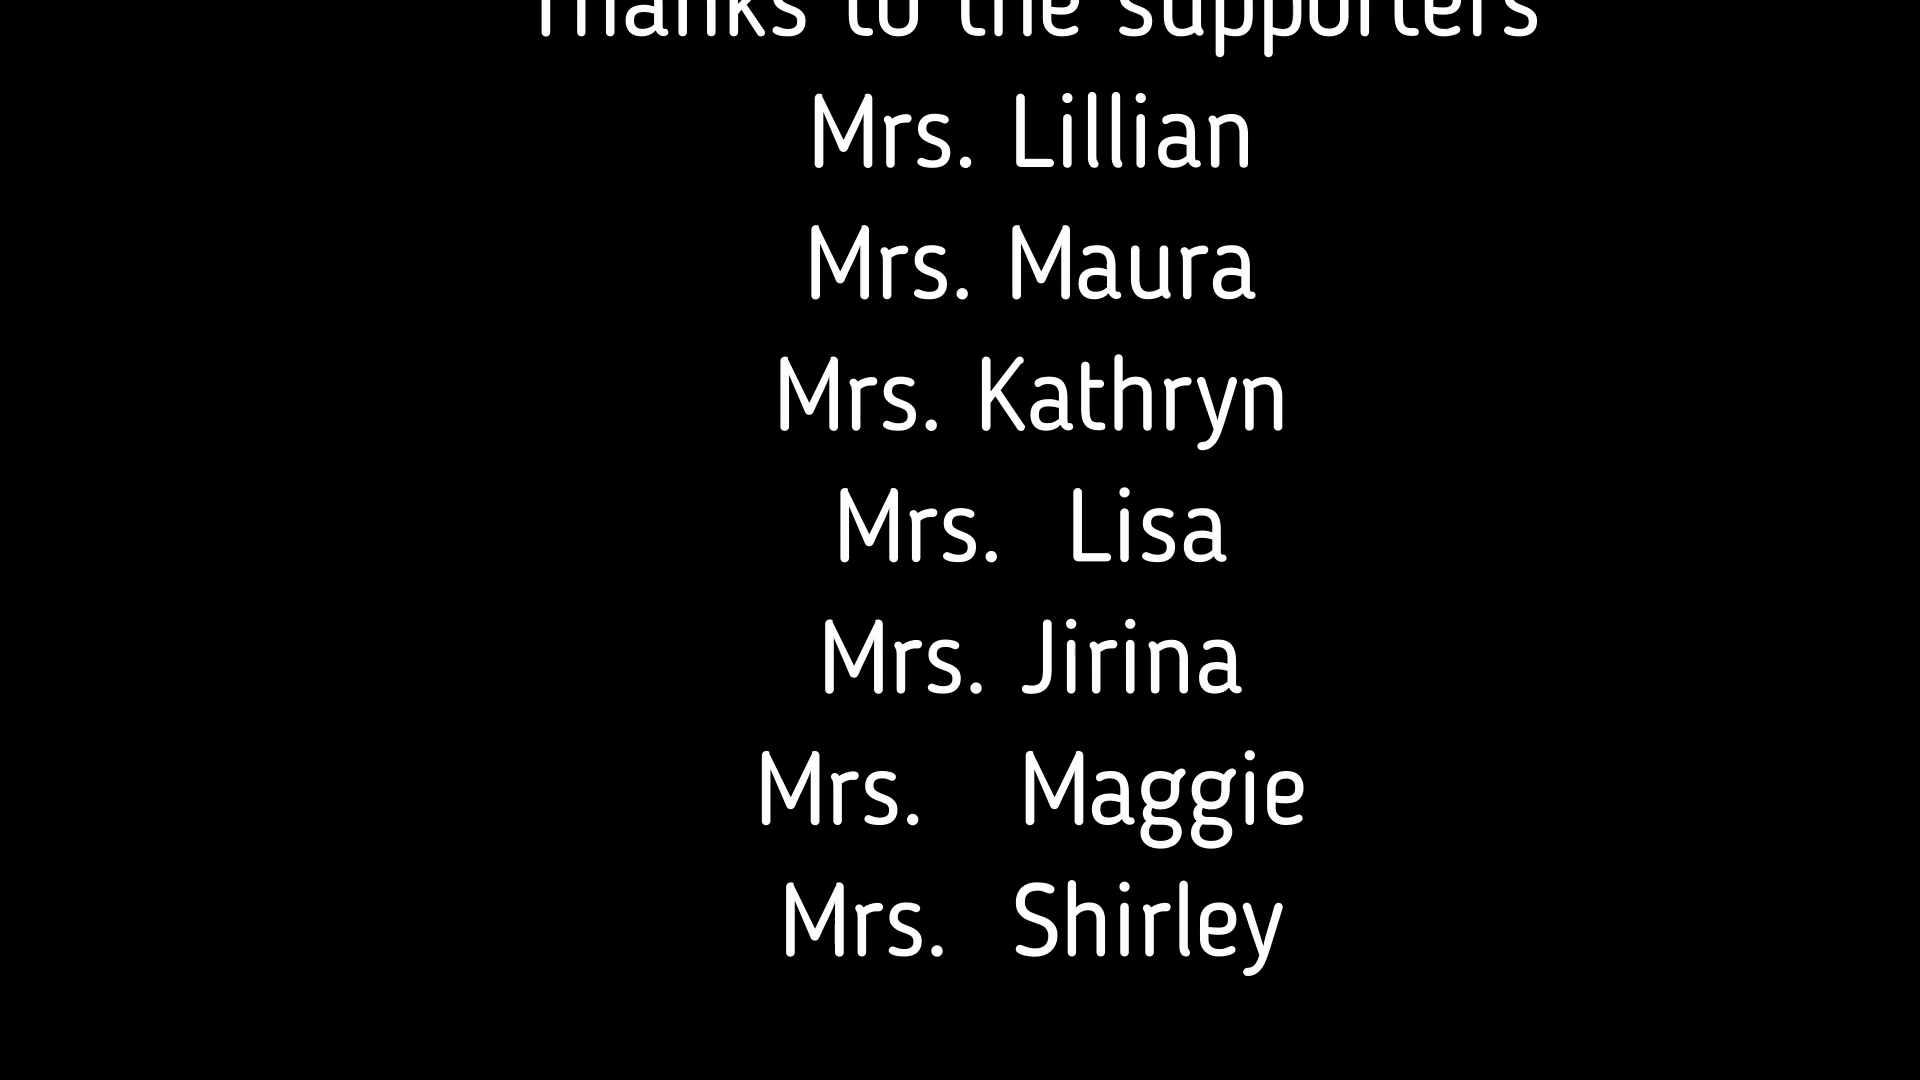 Thanks to the supporters
Mrs. Lillian
Mrs. Maura
Mrs. Kathryn
Mrs. Lisa
Mrs. Jirina
Mrs. Maggie
Mrs. Shirley